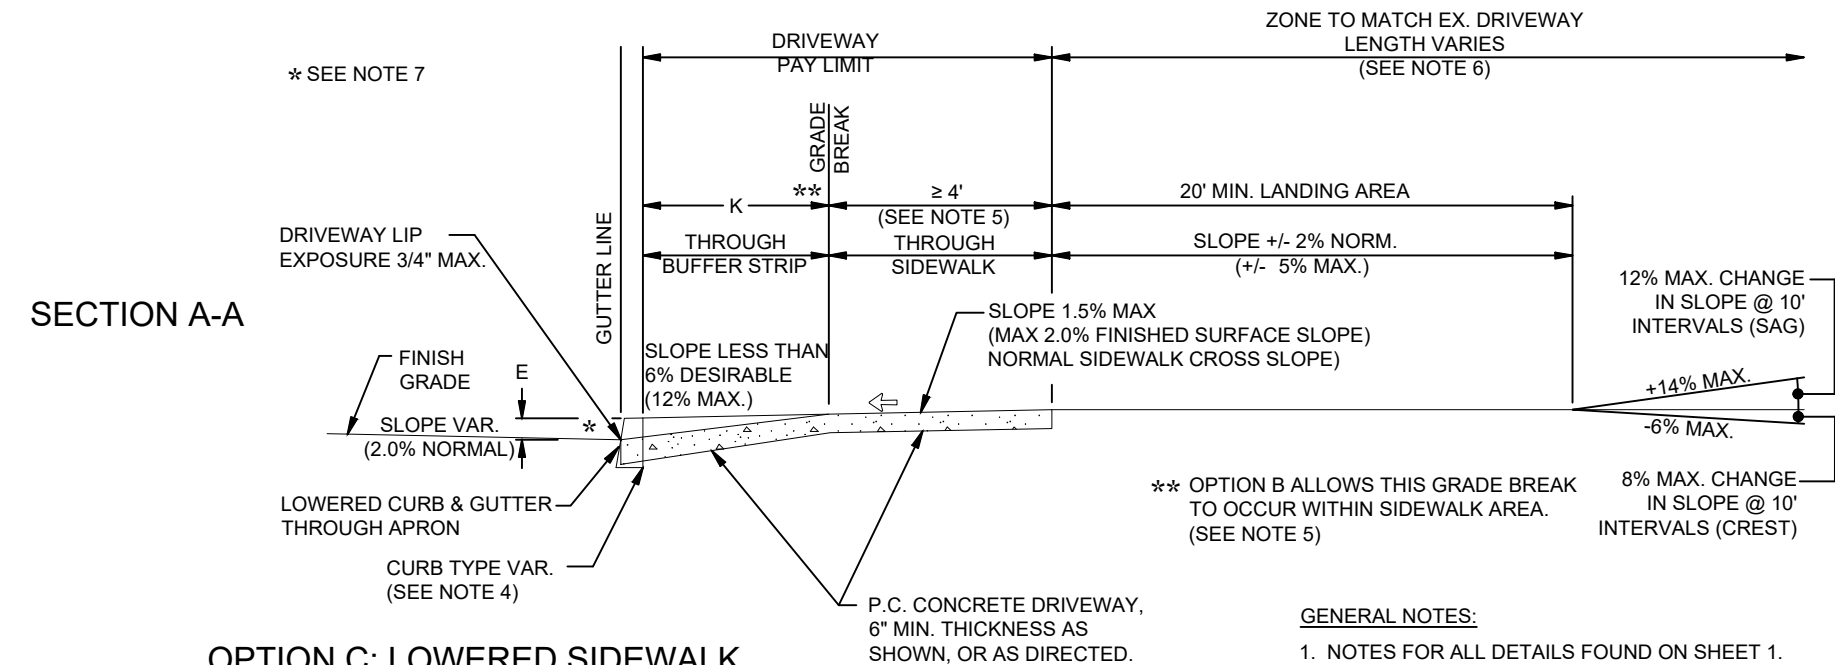 ZONE TO MATCH EX. DRIVEWAY
LENGTH VARIES
(SEE NOTE 6)
DRIVEWAY
PAY LIMIT
* SEE NOTE 7
GRADE
BREAK
**
≥ 4'
(SEE NOTE 5)
K
20' MIN. LANDING AREA
GUTTER LINE
DRIVEWAY LIP
EXPOSURE 3/4" MAX.
THROUGH
BUFFER STRIP
THROUGH
SIDEWALK
SLOPE +/- 2% NORM.
(+/- 5% MAX.)
12% MAX. CHANGE
IN SLOPE @ 10'
INTERVALS (SAG)
SECTION A-A
SLOPE 1.5% MAX
(MAX 2.0% FINISHED SURFACE SLOPE)
NORMAL SIDEWALK CROSS SLOPE)
FINISH
GRADE
E
SLOPE LESS THAN
6% DESIRABLE
(12% MAX.)
+14% MAX.
SLOPE VAR.
(2.0% NORMAL)
*
-6% MAX.
LOWERED CURB & GUTTER
THROUGH APRON
** OPTION B ALLOWS THIS GRADE BREAK
TO OCCUR WITHIN SIDEWALK AREA.
(SEE NOTE 5)
8% MAX. CHANGE
IN SLOPE @ 10'
INTERVALS (CREST)
CURB TYPE VAR.
(SEE NOTE 4)
P.C. CONCRETE DRIVEWAY,
6" MIN. THICKNESS AS
SHOWN, OR AS DIRECTED.
GENERAL NOTES:
1. NOTES FOR ALL DETAILS FOUND ON SHEET 1.
OPTION C: LOWERED SIDEWALK